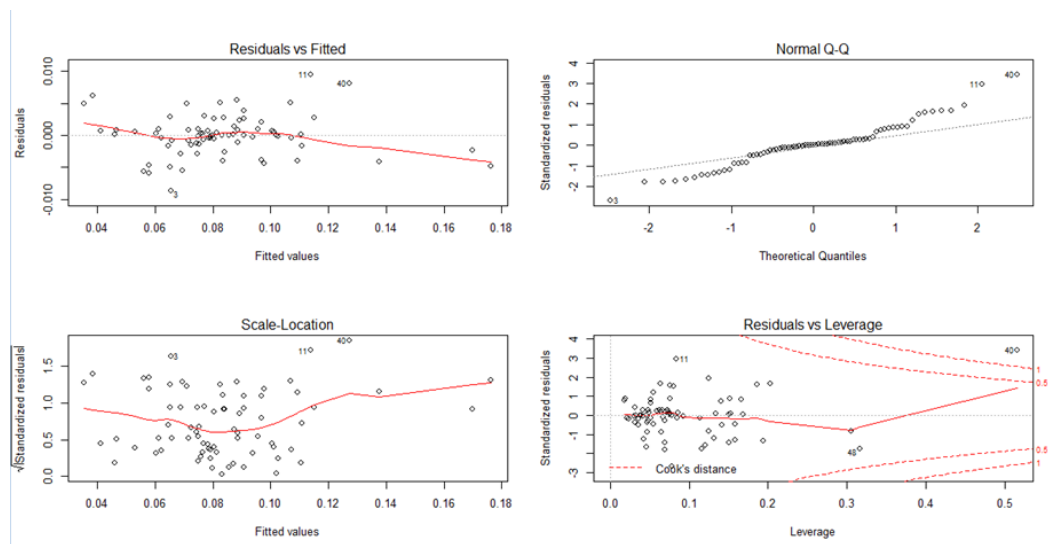 Residuals vs Fitted
Residuals
0.010
0.000
-0.010
11
40
3
0.04 0.06 0.08 0.10 0.12 0.14 0.16 0.18
Fitted values
Normal Q-Q
Standardized residuals
4
3
2
1
0
-1
-2
40
11
3
-2 -1 0 1 2
Theoretical Quantiles
Scale-Location
√|Standardized residuals|
1.5
1.0
0.5
0.0
3
11
40
0.04 0.06 0.08 0.10 0.12 0.14 0.16 0.18
Fitted values
Residuals vs Leverage
Standardized residuals
4
3
2
1
0
-1
-3
11
40
48
1
0.5
0.5
1
Cook's distance
0.0 0.1 0.2 0.3 0.4 0.5
Leverage